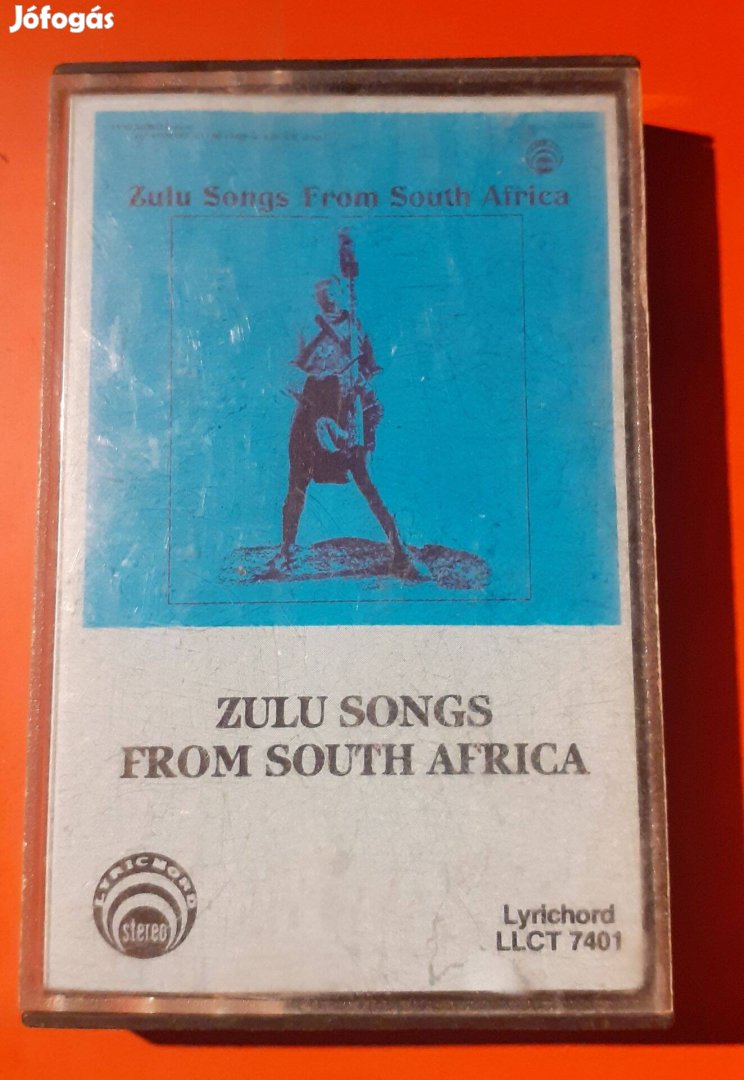 Jófogás
Zulu Songs From South Africa
ZULU SONGS
FROM SOUTH AFRICA
LYRICHORD
stereo
Lyrichord
LLCT 7401